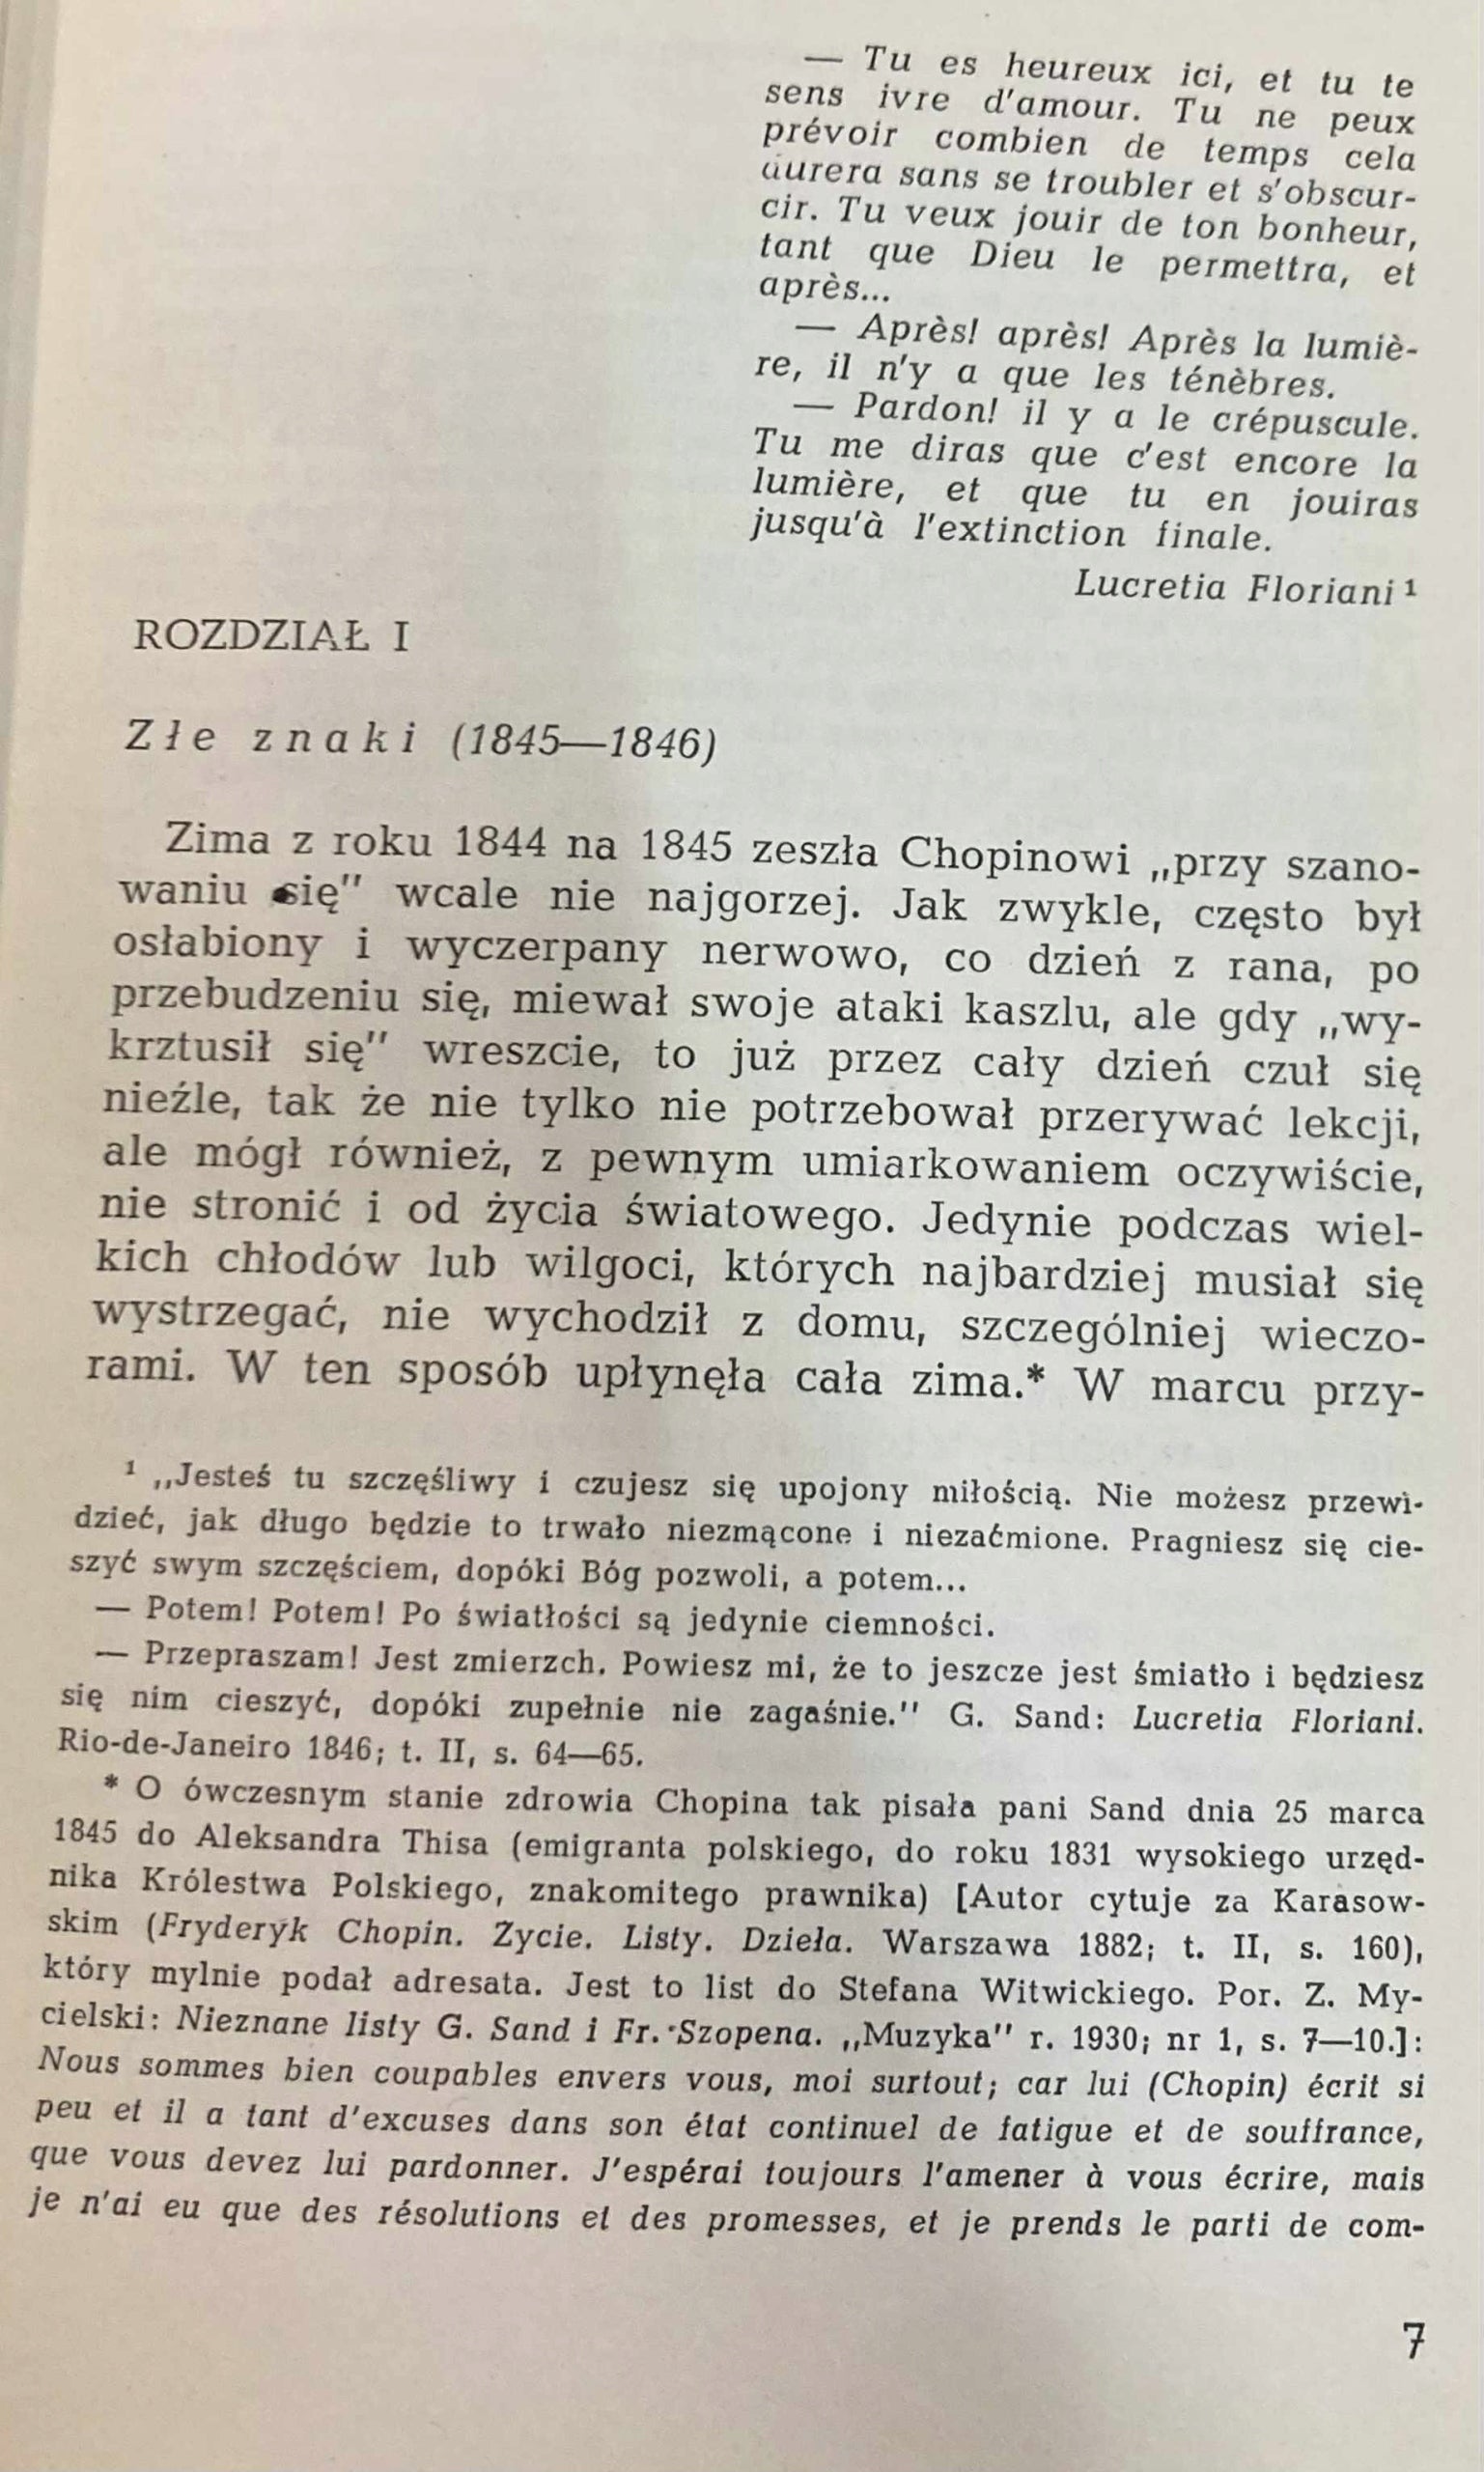 — Tu es heureux ici, et tu te
sens ivre d'amour. Tu ne peux
prévoir combien de temps cela
durera sans se troubler et s'obscur-
cir. Tu veux jouir de ton bonheur,
tant que Dieu le permettra, et
après...
— Après! après! Après la lumiè-
re, il n'y a que les ténèbres.
— Pardon! il y a le crépuscule.
Tu me diras que c'est encore la
lumière, et que tu en jouiras
jusqu'à l'extinction finale.
Lucretia Floriani ¹
ROZDZIAŁ I
Złe znaki (1845—1846)
Zima z roku 1844 na 1845 zeszła Chopinowi „przy szano-
waniu się" wcale nie najgorzej. Jak zwykle, często był
osłabiony i wyczerpany nerwowo, co dzień z rana, po
przebudzeniu się, miewał swoje ataki kaszlu, ale gdy „wy-
krztusił się" wreszcie, to już przez cały dzień czuł się
nieźle, tak że nie tylko nie potrzebował przerywać lekcji,
ale mógł również, z pewnym umiarkowaniem oczywiście,
nie stronić i od życia światowego. Jedynie podczas wiel-
kich chłodów lub wilgoci, których najbardziej musiał się
wystrzegać, nie wychodził z domu, szczególniej wieczo-
rami. W ten sposób upłynęła cała zima.* W marcu przy-
¹ „Jesteś tu szczęśliwy i czujesz się upojony miłością. Nie możesz przewi-
dzieć, jak długo będzie to trwało niezmącone i niezaćmione. Pragniesz się cie-
szyć swym szczęściem, dopóki Bóg pozwoli, a potem...
— Potem! Potem! Po światłości są jedynie ciemności.
— Przepraszam! Jest zmierzch. Powiesz mi, że to jeszcze jest śmiatło i będziesz
się nim cieszyć, dopóki zupełnie nie zagaśnie." G. Sand: Lucretia Floriani.
Rio-de-Janeiro 1846; t. II, s. 64—65.
* O ówczesnym stanie zdrowia Chopina tak pisała pani Sand dnia 25 marca
1845 do Aleksandra Thisa (emigranta polskiego, do roku 1831 wysokiego urzęd-
nika Królestwa Polskiego, znakomitego prawnika) [Autor cytuje za Karasow-
skim (Fryderyk Chopin. Życie. Listy. Dzieła. Warszawa 1882; t. II, s. 160),
który mylnie podał adresata. Jest to list do Stefana Witwickiego. Por. Z. My-
cielski: Nieznane listy G. Sand i Fr. Szopena. „Muzyka" r. 1930; nr 1, s. 7—10.]:
Nous sommes bien coupables envers vous, moi surtout; car lui (Chopin) écrit si
peu et il a tant d'excuses dans son état continuel de fatigue et de souffrance,
que vous devez lui pardonner. J'espérai toujours l'amener à vous écrire, mais
je n'ai eu que des résolutions et des promesses, et je prends le parti de com-
7